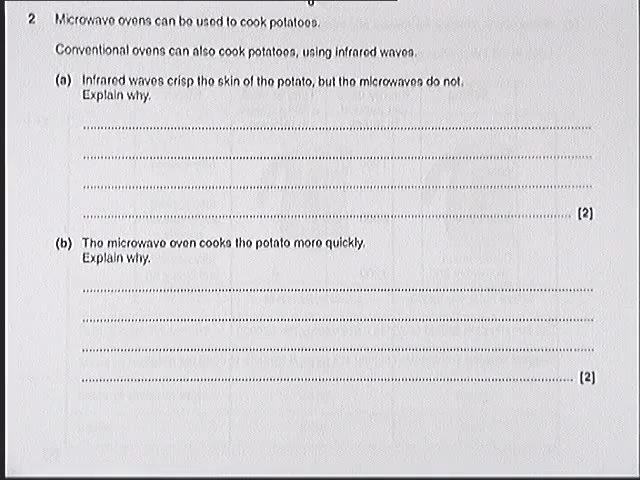 2 Microwave ovens can be used to cook potatoes.
Conventional ovens can also cook potatoes, using infrared waves.
(a) Infrared waves crisp the skin of the potato, but the microwaves do not.
Explain why.
[2]
(b) The microwave oven cooks the potato more quickly.
Explain why.
[2]